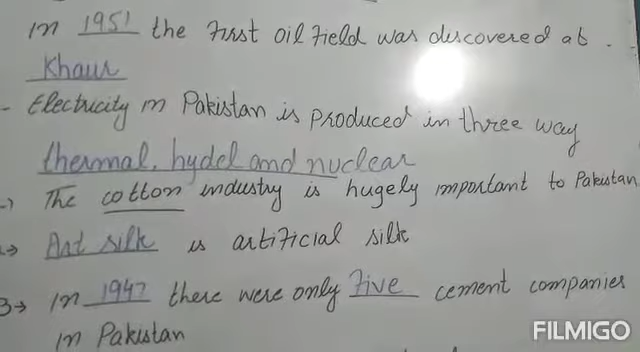 In 1951 the First oil Field was discovered at.
Khaur
- Electricity in Pakistan is produced in three way
thermal, hydel and nuclear
-> The cotton industry is hugely important to Pakistan
-> Art silk is artificial silk
3-> In 1947 there were only Five cement companies
in Pakistan
FILMIGO